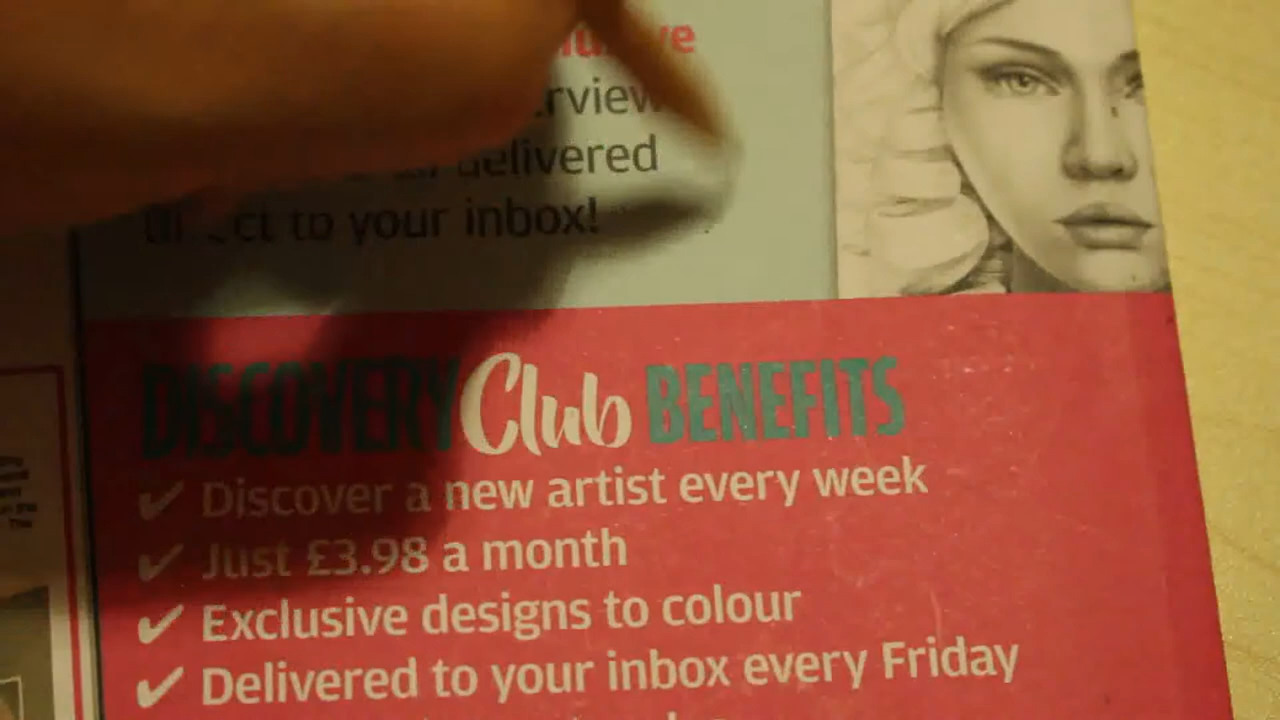 delivered
direct to your inbox!
DISCOVERY Club BENEFITS
✔ Discover a new artist every week
✔ Just £3.98 a month
✔ Exclusive designs to colour
✔ Delivered to your inbox every Friday